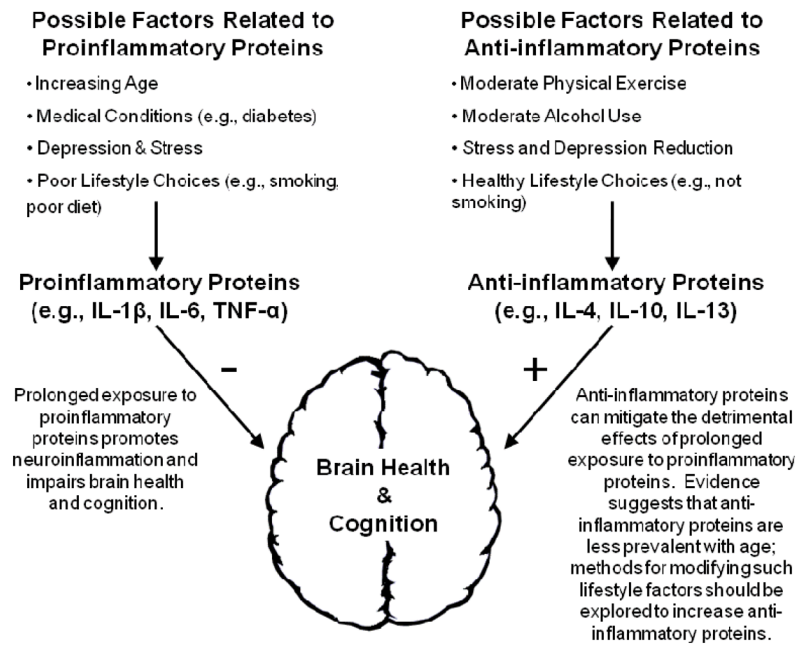 Possible Factors Related to
Proinflammatory Proteins
• Increasing Age
• Medical Conditions (e.g., diabetes)
• Depression & Stress
• Poor Lifestyle Choices (e.g., smoking,
poor diet)
Proinflammatory Proteins
(e.g., IL-1β, IL-6, TNF-α)
–
Prolonged exposure to
proinflammatory
proteins promotes
neuroinflammation and
impairs brain health
and cognition.
Possible Factors Related to
Anti-inflammatory Proteins
• Moderate Physical Exercise
• Moderate Alcohol Use
• Stress and Depression Reduction
• Healthy Lifestyle Choices (e.g., not
smoking)
Anti-inflammatory Proteins
(e.g., IL-4, IL-10, IL-13)
+
Anti-inflammatory proteins
can mitigate the detrimental
effects of prolonged
exposure to proinflammatory
proteins. Evidence
suggests that anti-
inflammatory proteins are
less prevalent with age;
methods for modifying such
lifestyle factors should be
explored to increase anti-
inflammatory proteins.
Brain Health
&
Cognition